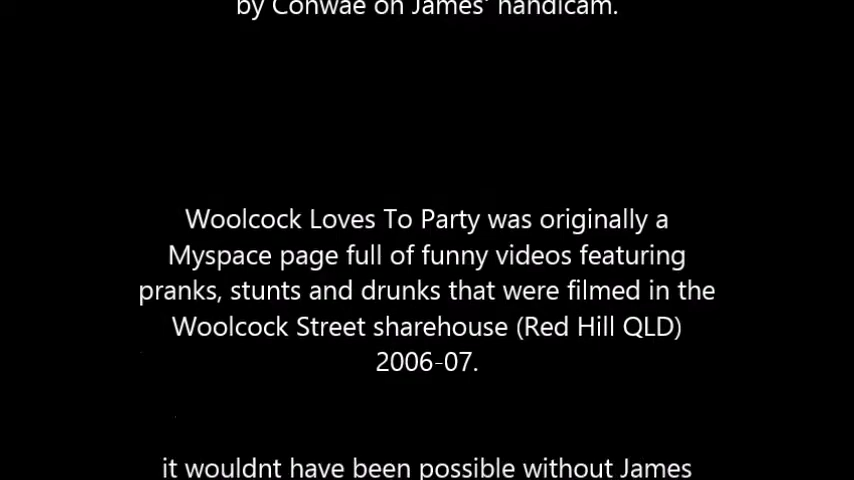 by Conwae on James' handicam.
Woolcock Loves To Party was originally a
Myspace page full of funny videos featuring
pranks, stunts and drunks that were filmed in the
Woolcock Street sharehouse (Red Hill QLD)
2006-07.
it wouldnt have been possible without James